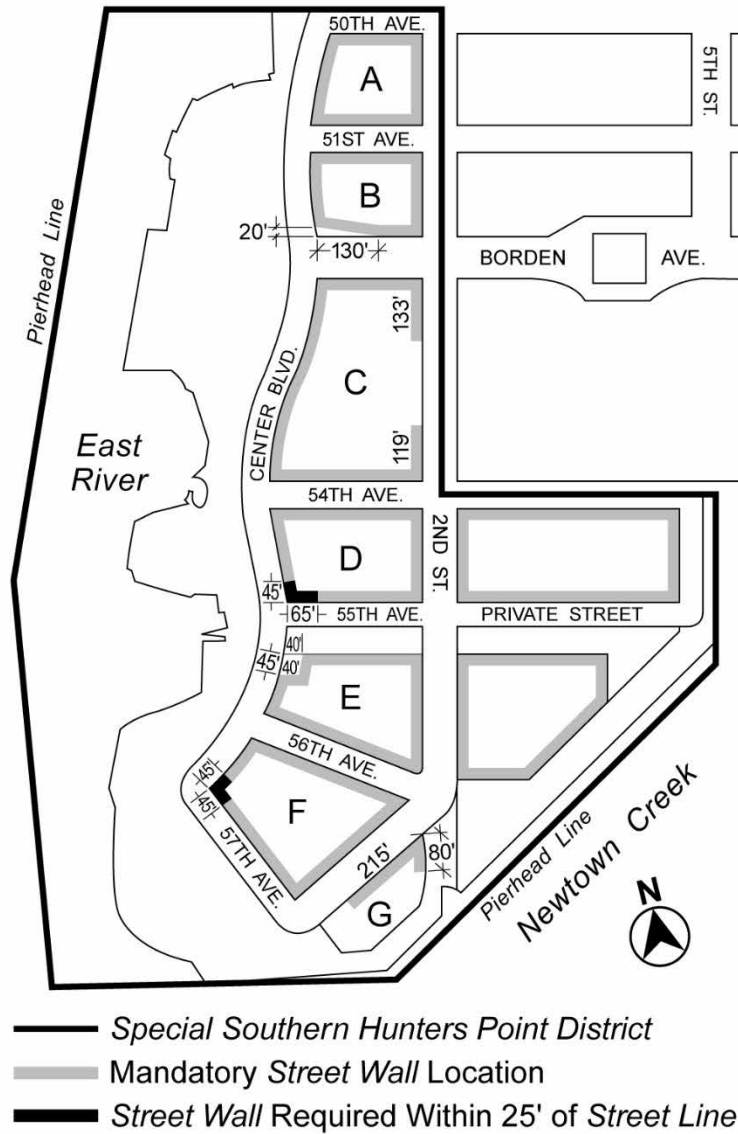 50TH AVE.
5TH ST.
A
51ST AVE.
B
Pierhead Line
20'
130'
BORDEN AVE.
133'
C
CENTER BLVD.
119'
East
River
54TH AVE.
2ND ST.
D
45'
65'
55TH AVE.
PRIVATE STREET
40'
45'
40'
E
56TH AVE.
45'
45'
F
57TH AVE.
215'
80'
G
Pierhead Line
Newtown Creek
N
Special Southern Hunters Point District
Mandatory Street Wall Location
Street Wall Required Within 25' of Street Line